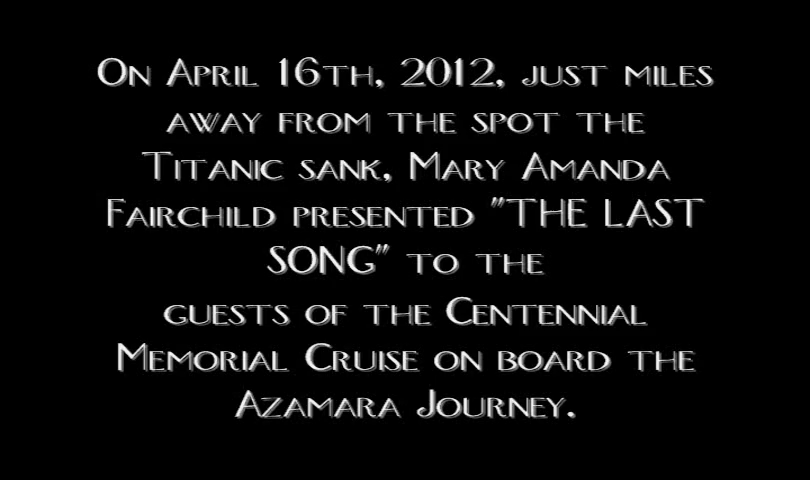 On April 16th, 2012, just miles
away from the spot the
Titanic sank, Mary Amanda
Fairchild presented "THE LAST
SONG" to the
guests of the Centennial
Memorial Cruise on board the
Azamara Journey.